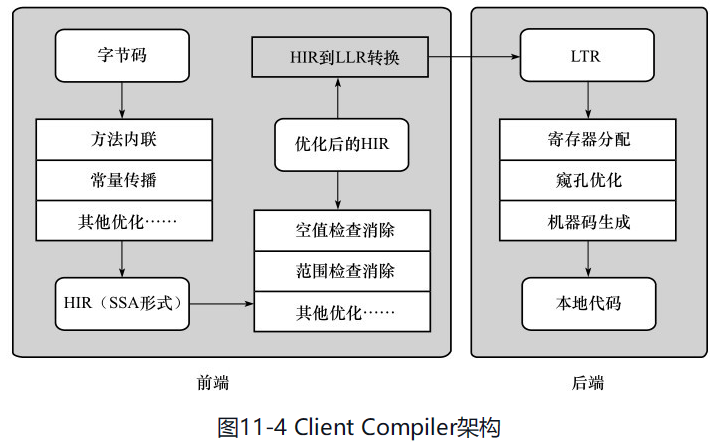 字节码
方法内联
常量传播
其他优化……
HIR（SSA形式）
HIR到LLR转换
优化后的HIR
空值检查消除
范围检查消除
其他优化……
前端
LTR
寄存器分配
窥孔优化
机器码生成
本地代码
后端
图11-4 Client Compiler架构